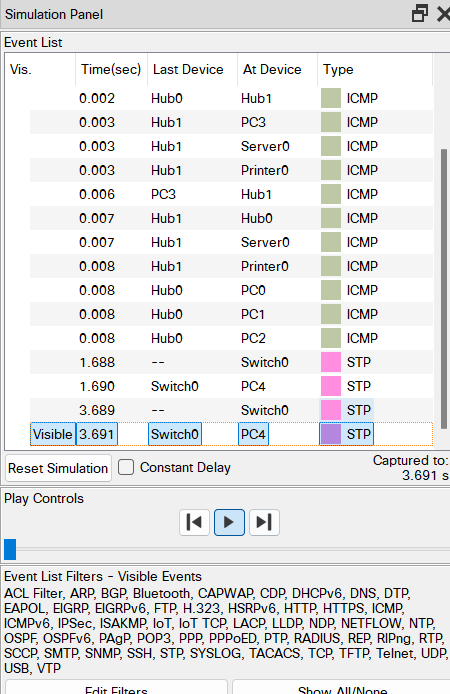 Simulation Panel
Event List
Vis. Time(sec) Last Device At Device Type
0.002 Hub0 Hub1 ICMP
0.003 Hub1 PC3 ICMP
0.003 Hub1 Server0 ICMP
0.003 Hub1 Printer0 ICMP
0.006 PC3 Hub1 ICMP
0.007 Hub1 Hub0 ICMP
0.007 Hub1 Server0 ICMP
0.008 Hub1 Printer0 ICMP
0.008 Hub0 PC0 ICMP
0.008 Hub0 PC1 ICMP
0.008 Hub0 PC2 ICMP
1.688 -- Switch0 STP
1.690 Switch0 PC4 STP
3.689 -- Switch0 STP
Visible 3.691 Switch0 PC4 STP
Reset Simulation Constant Delay Captured to:
3.691 s
Play Controls
Event List Filters - Visible Events
ACL Filter, ARP, BGP, Bluetooth, CAPWAP, CDP, DHCPv6, DNS, DTP,
EAPOL, EIGRP, EIGRPv6, FTP, H.323, HSRPv6, HTTP, HTTPS, ICMP,
ICMPv6, IPSec, ISAKMP, IoT, IoT TCP, LACP, LLDP, NDP, NETFLOW, NTP,
OSPF, OSPFv6, PAgP, POP3, PPP, PPPoED, PTP, RADIUS, REP, RIPng, RTP,
SCCP, SMTP, SNMP, SSH, STP, SYSLOG, TACACS, TCP, TFTP, Telnet, UDP,
USB, VTP
Edit Filters Show All/None